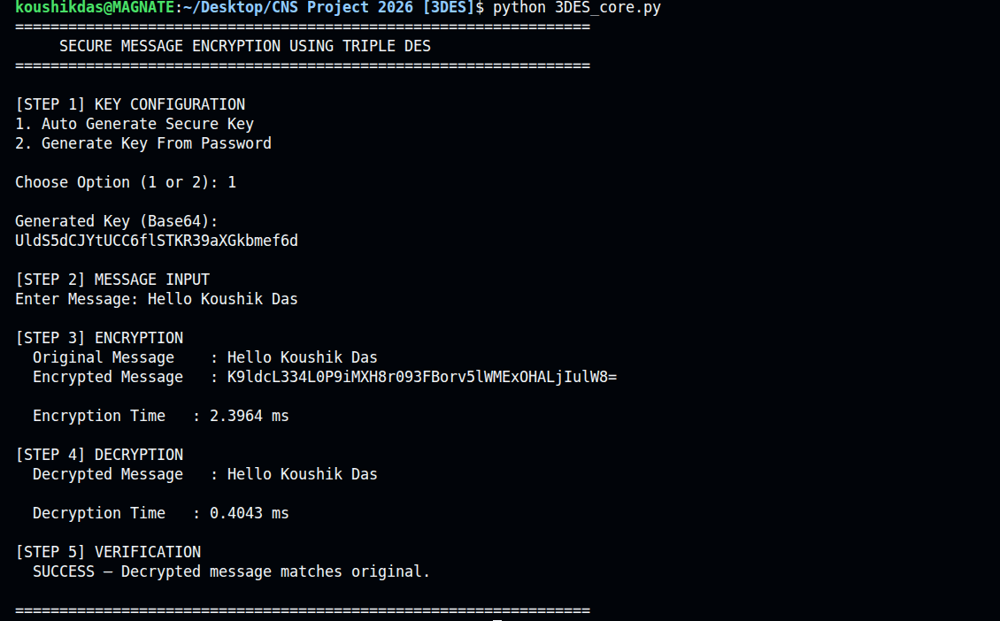 koushikdas@MAGNATE:~/Desktop/CNS Project 2026 [3DES]$ python 3DES_core.py
=================================================================
     SECURE MESSAGE ENCRYPTION USING TRIPLE DES
=================================================================

[STEP 1] KEY CONFIGURATION
1. Auto Generate Secure Key
2. Generate Key From Password

Choose Option (1 or 2): 1

Generated Key (Base64):
UldS5dCJYtUCC6flSTKR39aXGkbmef6d

[STEP 2] MESSAGE INPUT
Enter Message: Hello Koushik Das

[STEP 3] ENCRYPTION
  Original Message    : Hello Koushik Das
  Encrypted Message   : K9ldcL334L0P9iMXH8r093FBorv5lWMExOHALjIulW8=

  Encryption Time   : 2.3964 ms

[STEP 4] DECRYPTION
  Decrypted Message   : Hello Koushik Das

  Decryption Time   : 0.4043 ms

[STEP 5] VERIFICATION
  SUCCESS — Decrypted message matches original.

=================================================================